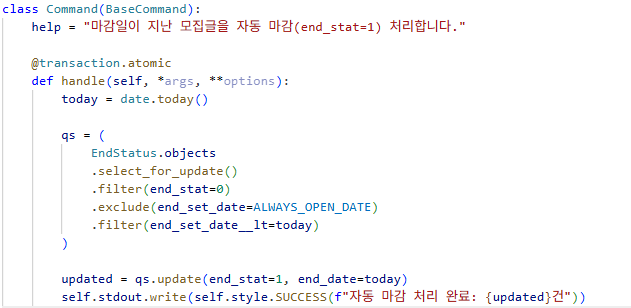 class Command(BaseCommand):
    help = "마감일이 지난 모집글을 자동 마감(end_stat=1) 처리합니다."
    @transaction.atomic
    def handle(self, *args, **options):
        today = date.today()
        qs = (
            EndStatus.objects
            .select_for_update()
            .filter(end_stat=0)
            .exclude(end_set_date=ALWAYS_OPEN_DATE)
            .filter(end_set_date__lt=today)
        )
        updated = qs.update(end_stat=1, end_date=today)
        self.stdout.write(self.style.SUCCESS(f"자동 마감 처리 완료: {updated}건"))